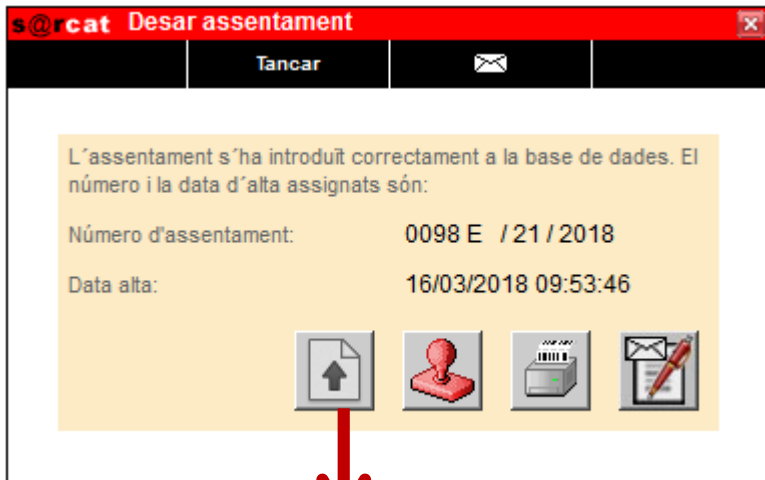 s@rcat Desar assentament
Tancar
L´assentament s´ha introduït correctament a la base de dades. El
número i la data d´alta assignats són:
Número d'assentament: 0098 E / 21 / 2018
Data alta: 16/03/2018 09:53:46